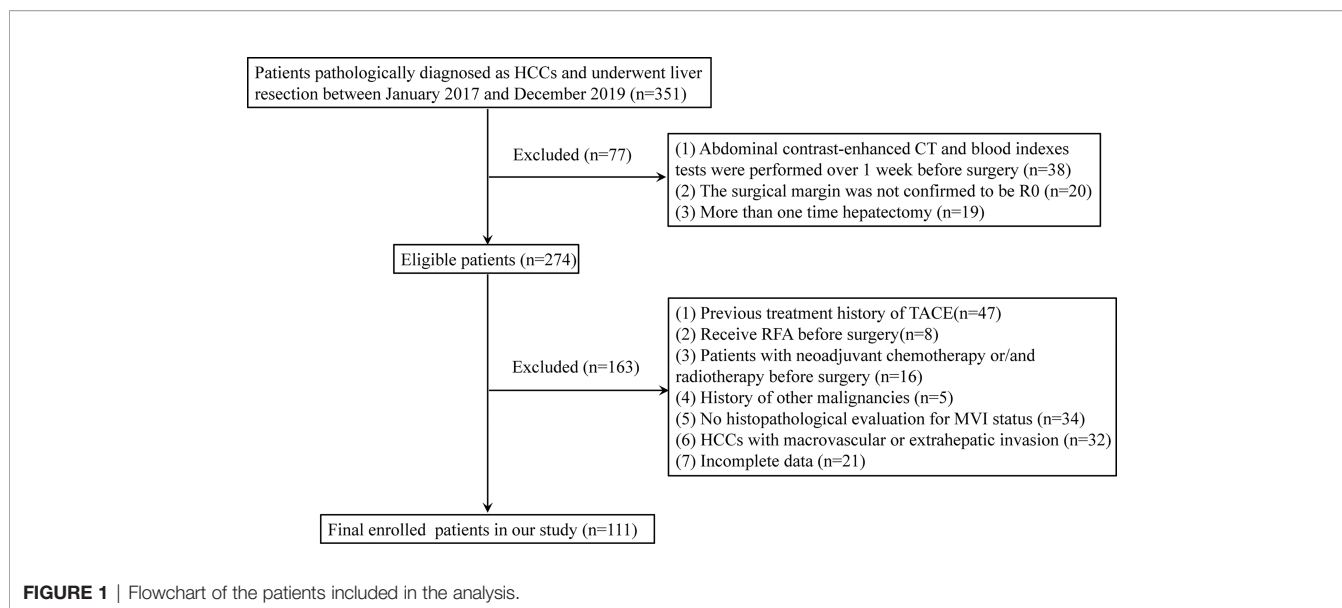 Patients pathologically diagnosed as HCCs and underwent liver
resection between January 2017 and December 2019 (n=351)
Excluded (n=77)
(1) Abdominal contrast-enhanced CT and blood indexes
tests were performed over 1 week before surgery (n=38)
(2) The surgical margin was not confirmed to be R0 (n=20)
(3) More than one time hepatectomy (n=19)
Eligible patients (n=274)
Excluded (n=163)
(1) Previous treatment history of TACE(n=47)
(2) Receive RFA before surgery(n=8)
(3) Patients with neoadjuvant chemotherapy or/and
radiotherapy before surgery (n=16)
(4) History of other malignancies (n=5)
(5) No histopathological evaluation for MVI status (n=34)
(6) HCCs with macrovascular or extrahepatic invasion (n=32)
(7) Incomplete data (n=21)
Final enrolled patients in our study (n=111)
FIGURE 1 | Flowchart of the patients included in the analysis.